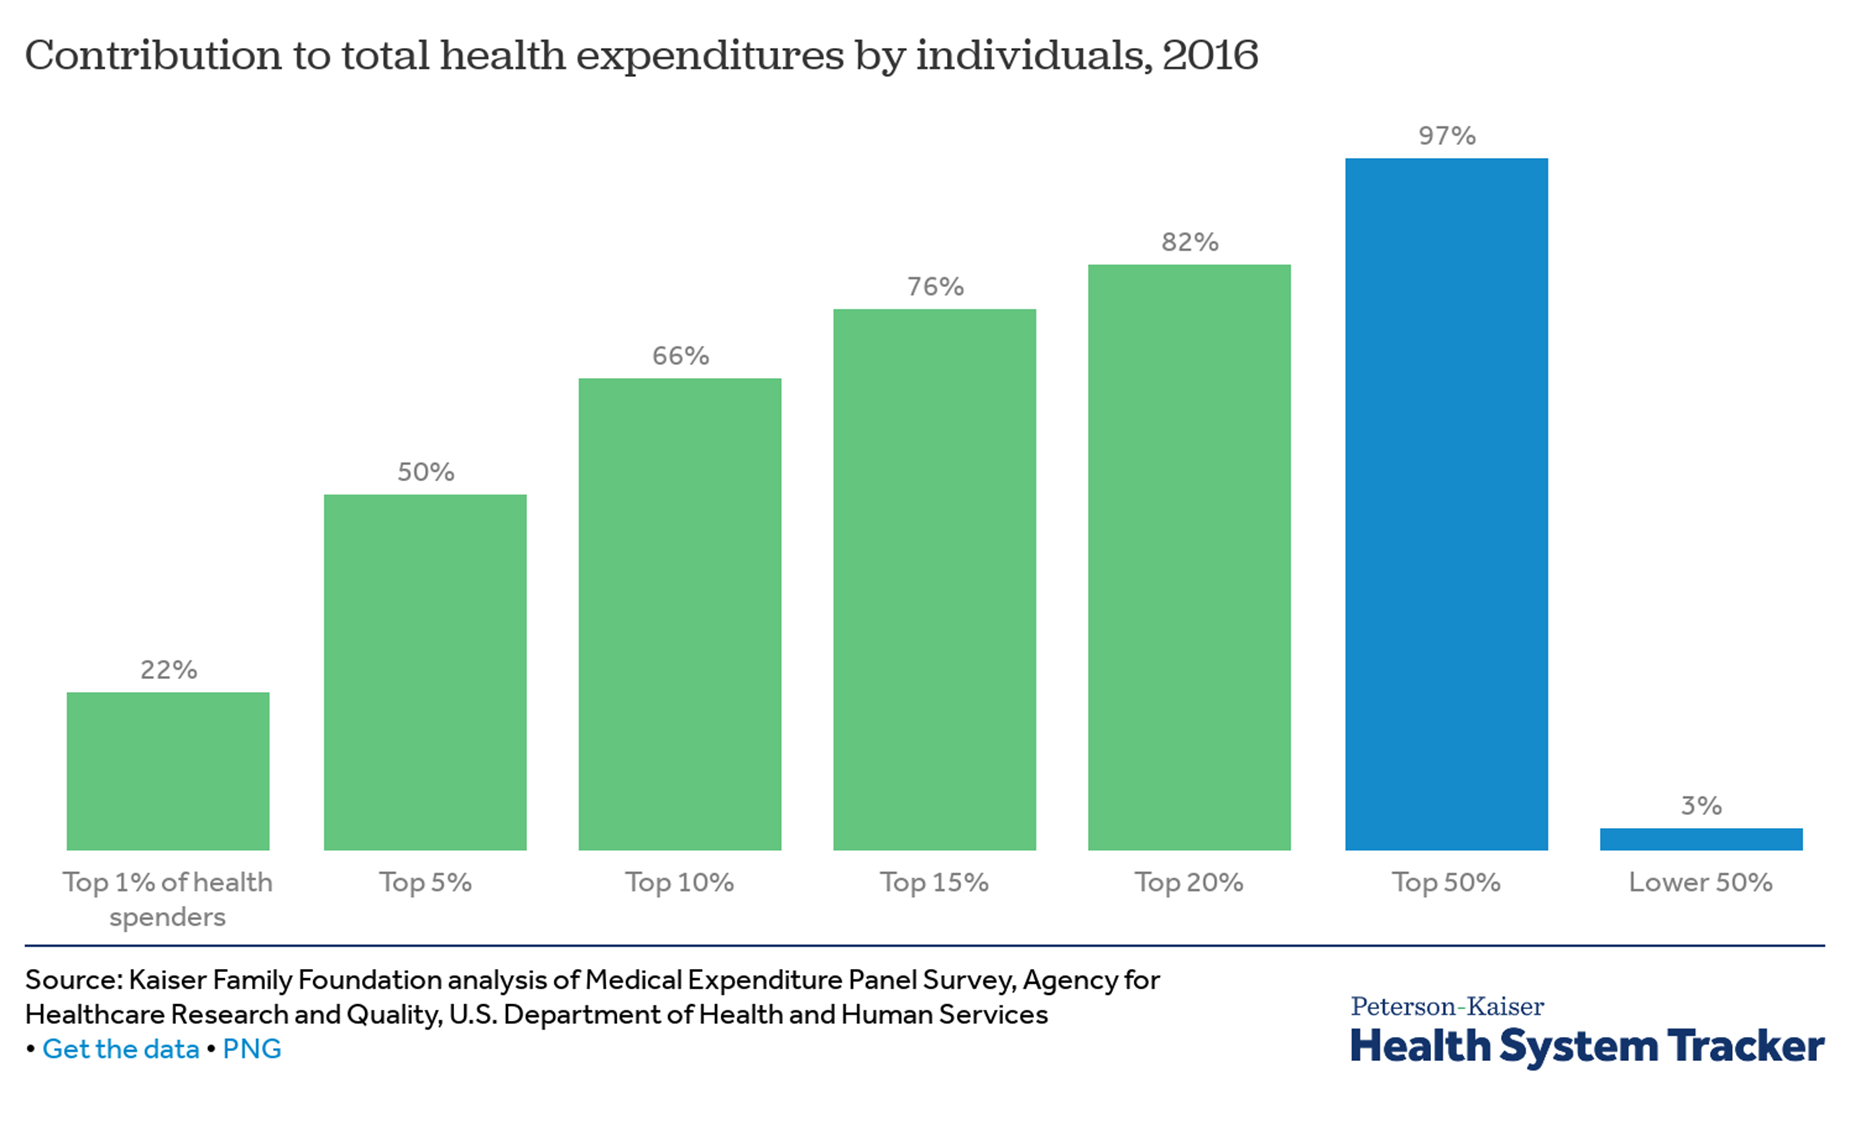 Contribution to total health expenditures by individuals, 2016
22%
50%
66%
76%
82%
97%
3%
Top 1% of health
spenders
Top 5%
Top 10%
Top 15%
Top 20%
Top 50%
Lower 50%
Source: Kaiser Family Foundation analysis of Medical Expenditure Panel Survey, Agency for
Healthcare Research and Quality, U.S. Department of Health and Human Services
• Get the data • PNG
Peterson-Kaiser
Health System Tracker